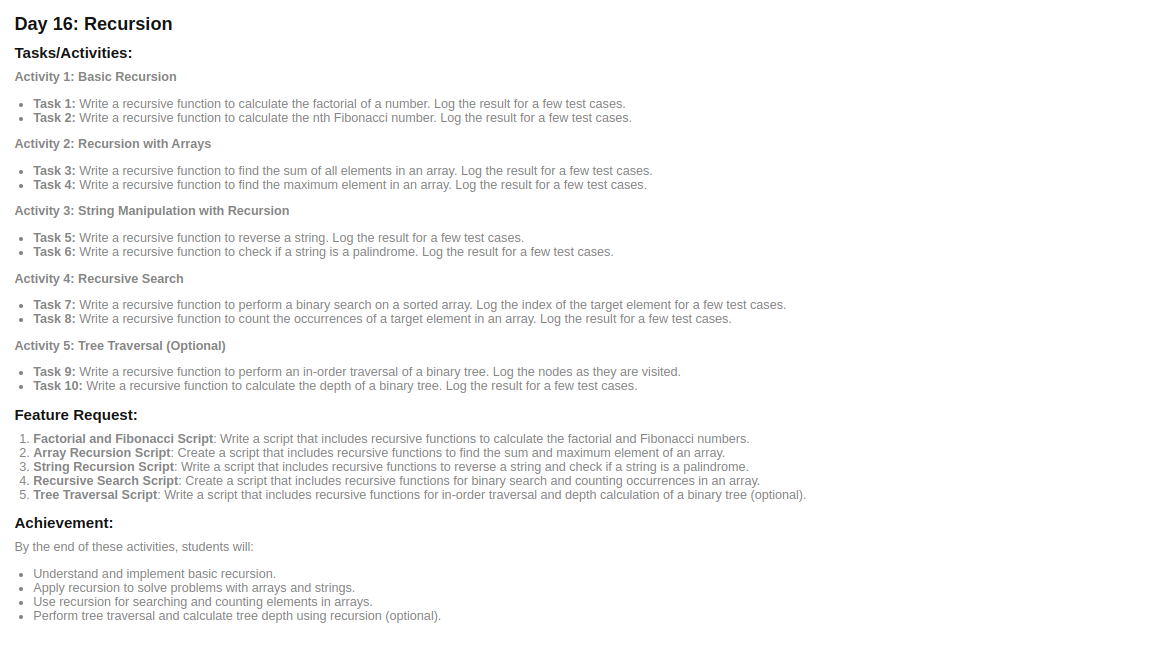 Day 16: Recursion
Tasks/Activities:
Activity 1: Basic Recursion
• Task 1: Write a recursive function to calculate the factorial of a number. Log the result for a few test cases.
• Task 2: Write a recursive function to calculate the nth Fibonacci number. Log the result for a few test cases.
Activity 2: Recursion with Arrays
• Task 3: Write a recursive function to find the sum of all elements in an array. Log the result for a few test cases.
• Task 4: Write a recursive function to find the maximum element in an array. Log the result for a few test cases.
Activity 3: String Manipulation with Recursion
• Task 5: Write a recursive function to reverse a string. Log the result for a few test cases.
• Task 6: Write a recursive function to check if a string is a palindrome. Log the result for a few test cases.
Activity 4: Recursive Search
• Task 7: Write a recursive function to perform a binary search on a sorted array. Log the index of the target element for a few test cases.
• Task 8: Write a recursive function to count the occurrences of a target element in an array. Log the result for a few test cases.
Activity 5: Tree Traversal (Optional)
• Task 9: Write a recursive function to perform an in-order traversal of a binary tree. Log the nodes as they are visited.
• Task 10: Write a recursive function to calculate the depth of a binary tree. Log the result for a few test cases.
Feature Request:
1. Factorial and Fibonacci Script: Write a script that includes recursive functions to calculate the factorial and Fibonacci numbers.
2. Array Recursion Script: Create a script that includes recursive functions to find the sum and maximum element of an array.
3. String Recursion Script: Write a script that includes recursive functions to reverse a string and check if a string is a palindrome.
4. Recursive Search Script: Create a script that includes recursive functions for binary search and counting occurrences in an array.
5. Tree Traversal Script: Write a script that includes recursive functions for in-order traversal and depth calculation of a binary tree (optional).
Achievement:
By the end of these activities, students will:
• Understand and implement basic recursion.
• Apply recursion to solve problems with arrays and strings.
• Use recursion for searching and counting elements in arrays.
• Perform tree traversal and calculate tree depth using recursion (optional).